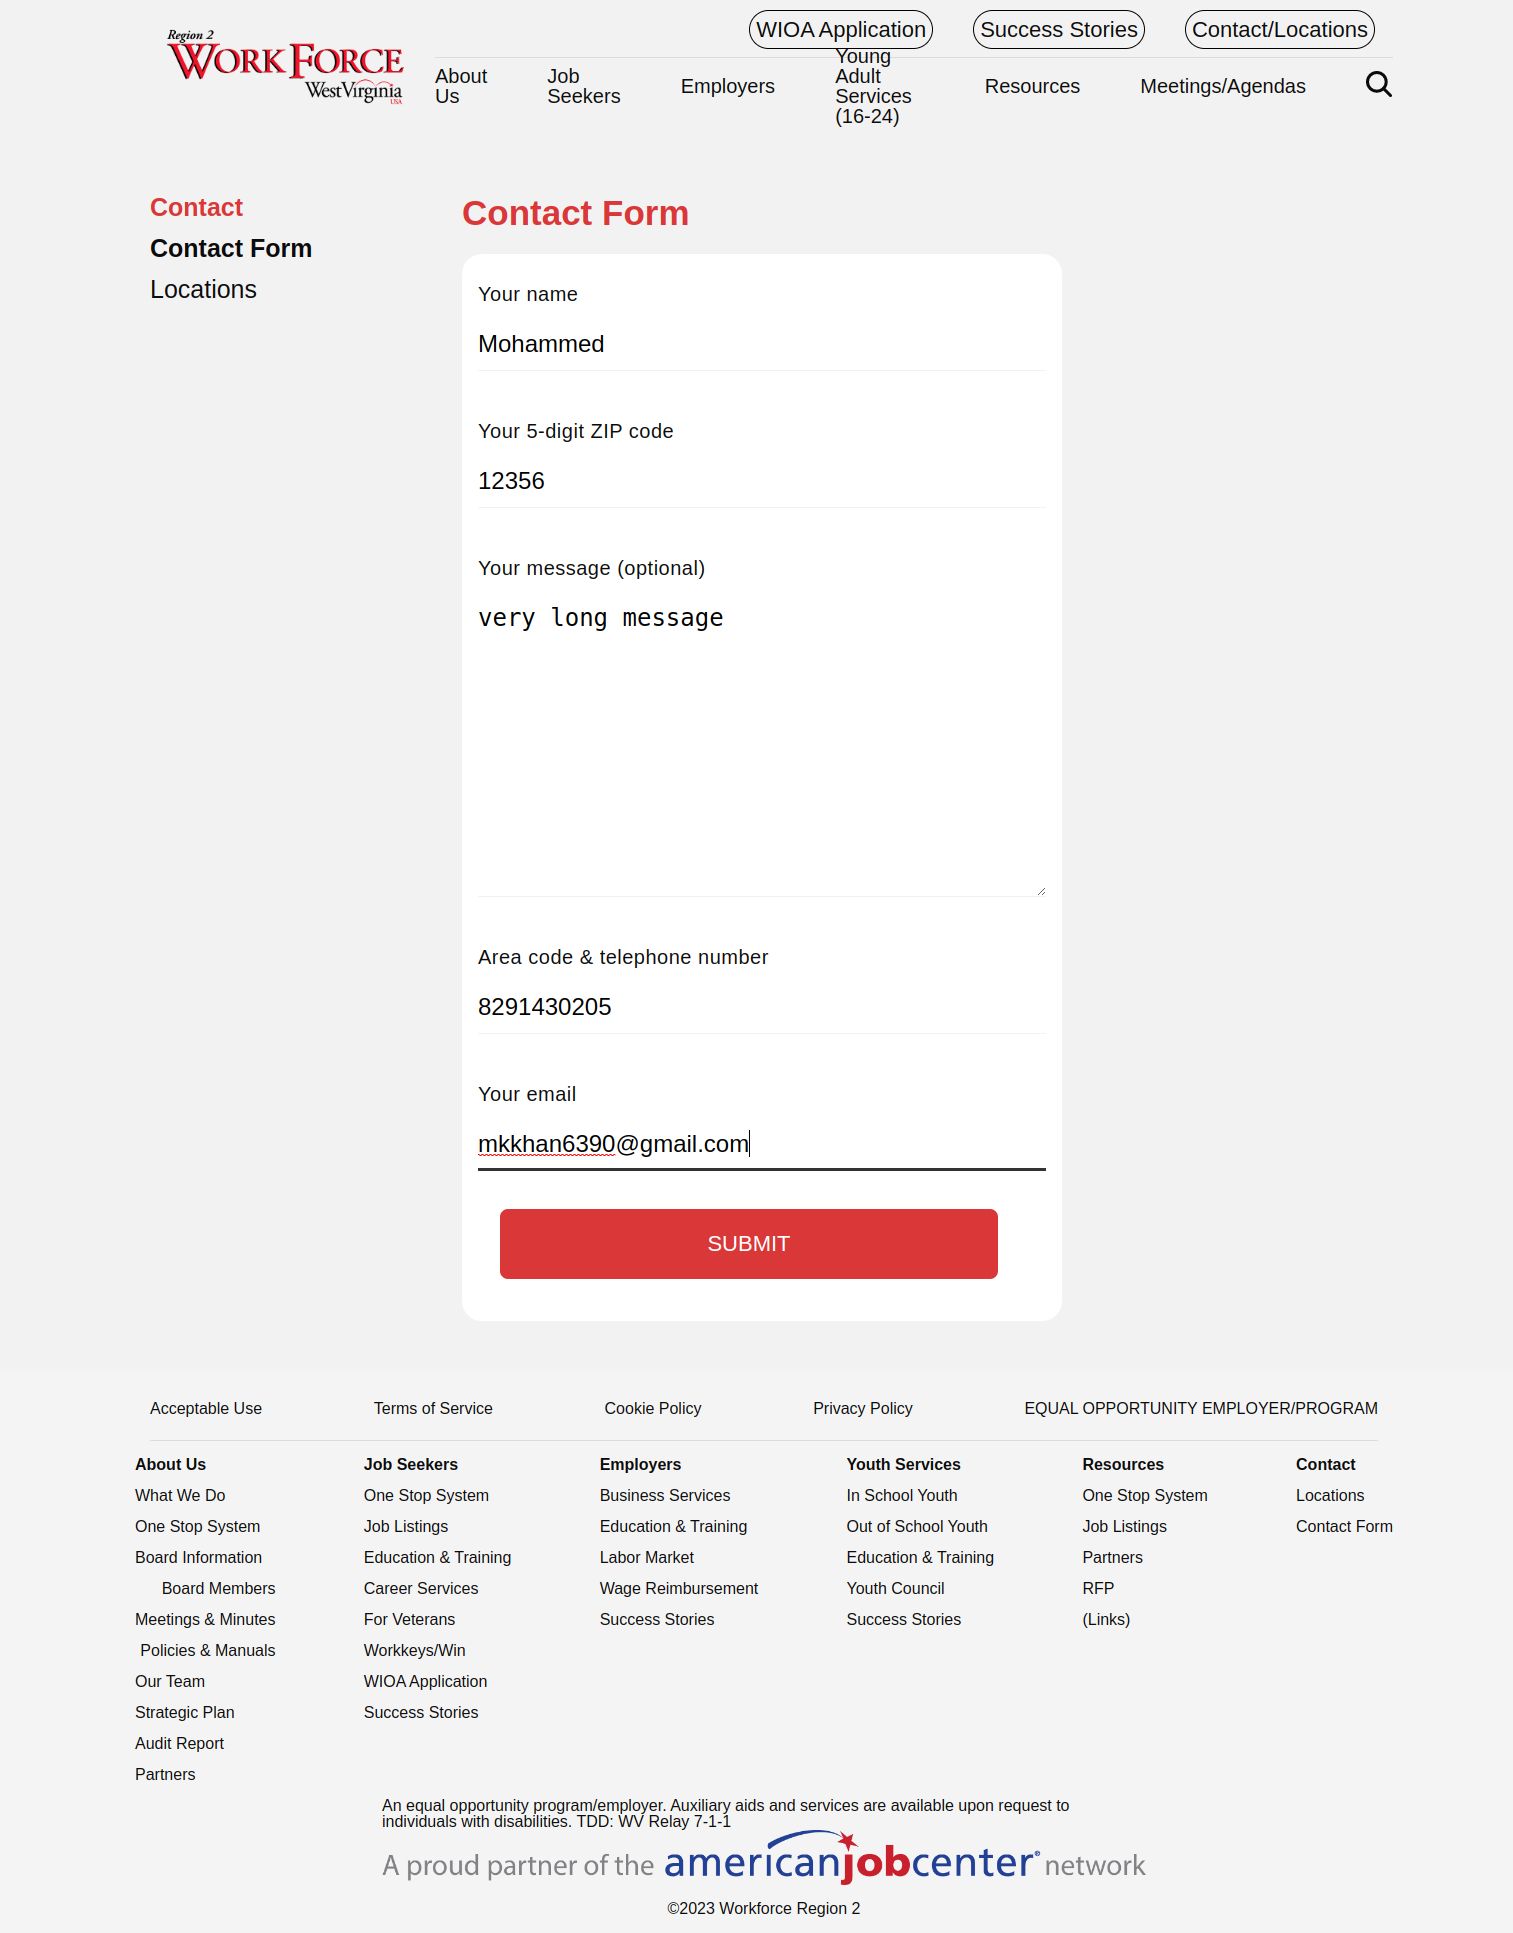 Region 2
WORKFORCE
WestVirginia
USA
WIOA Application
Success Stories
Contact/Locations
About
Us
Job
Seekers
Employers
Young
Adult
Services
(16-24)
Resources
Meetings/Agendas
Contact
Contact Form
Locations
Contact Form
Your name
Mohammed
Your 5-digit ZIP code
12356
Your message (optional)
very long message
Area code & telephone number
8291430205
Your email
mkkhan6390@gmail.com
SUBMIT
Acceptable Use
Terms of Service
Cookie Policy
Privacy Policy
EQUAL OPPORTUNITY EMPLOYER/PROGRAM
About Us
What We Do
One Stop System
Board Information
Board Members
Meetings & Minutes
Policies & Manuals
Our Team
Strategic Plan
Audit Report
Partners
Job Seekers
One Stop System
Job Listings
Education & Training
Career Services
For Veterans
Workkeys/Win
WIOA Application
Success Stories
Employers
Business Services
Education & Training
Labor Market
Wage Reimbursement
Success Stories
Youth Services
In School Youth
Out of School Youth
Education & Training
Youth Council
Success Stories
Resources
One Stop System
Job Listings
Partners
RFP
(Links)
Contact
Locations
Contact Form
An equal opportunity program/employer. Auxiliary aids and services are available upon request to
individuals with disabilities. TDD: WV Relay 7-1-1
A proud partner of the americanjobcenter® network
©2023 Workforce Region 2